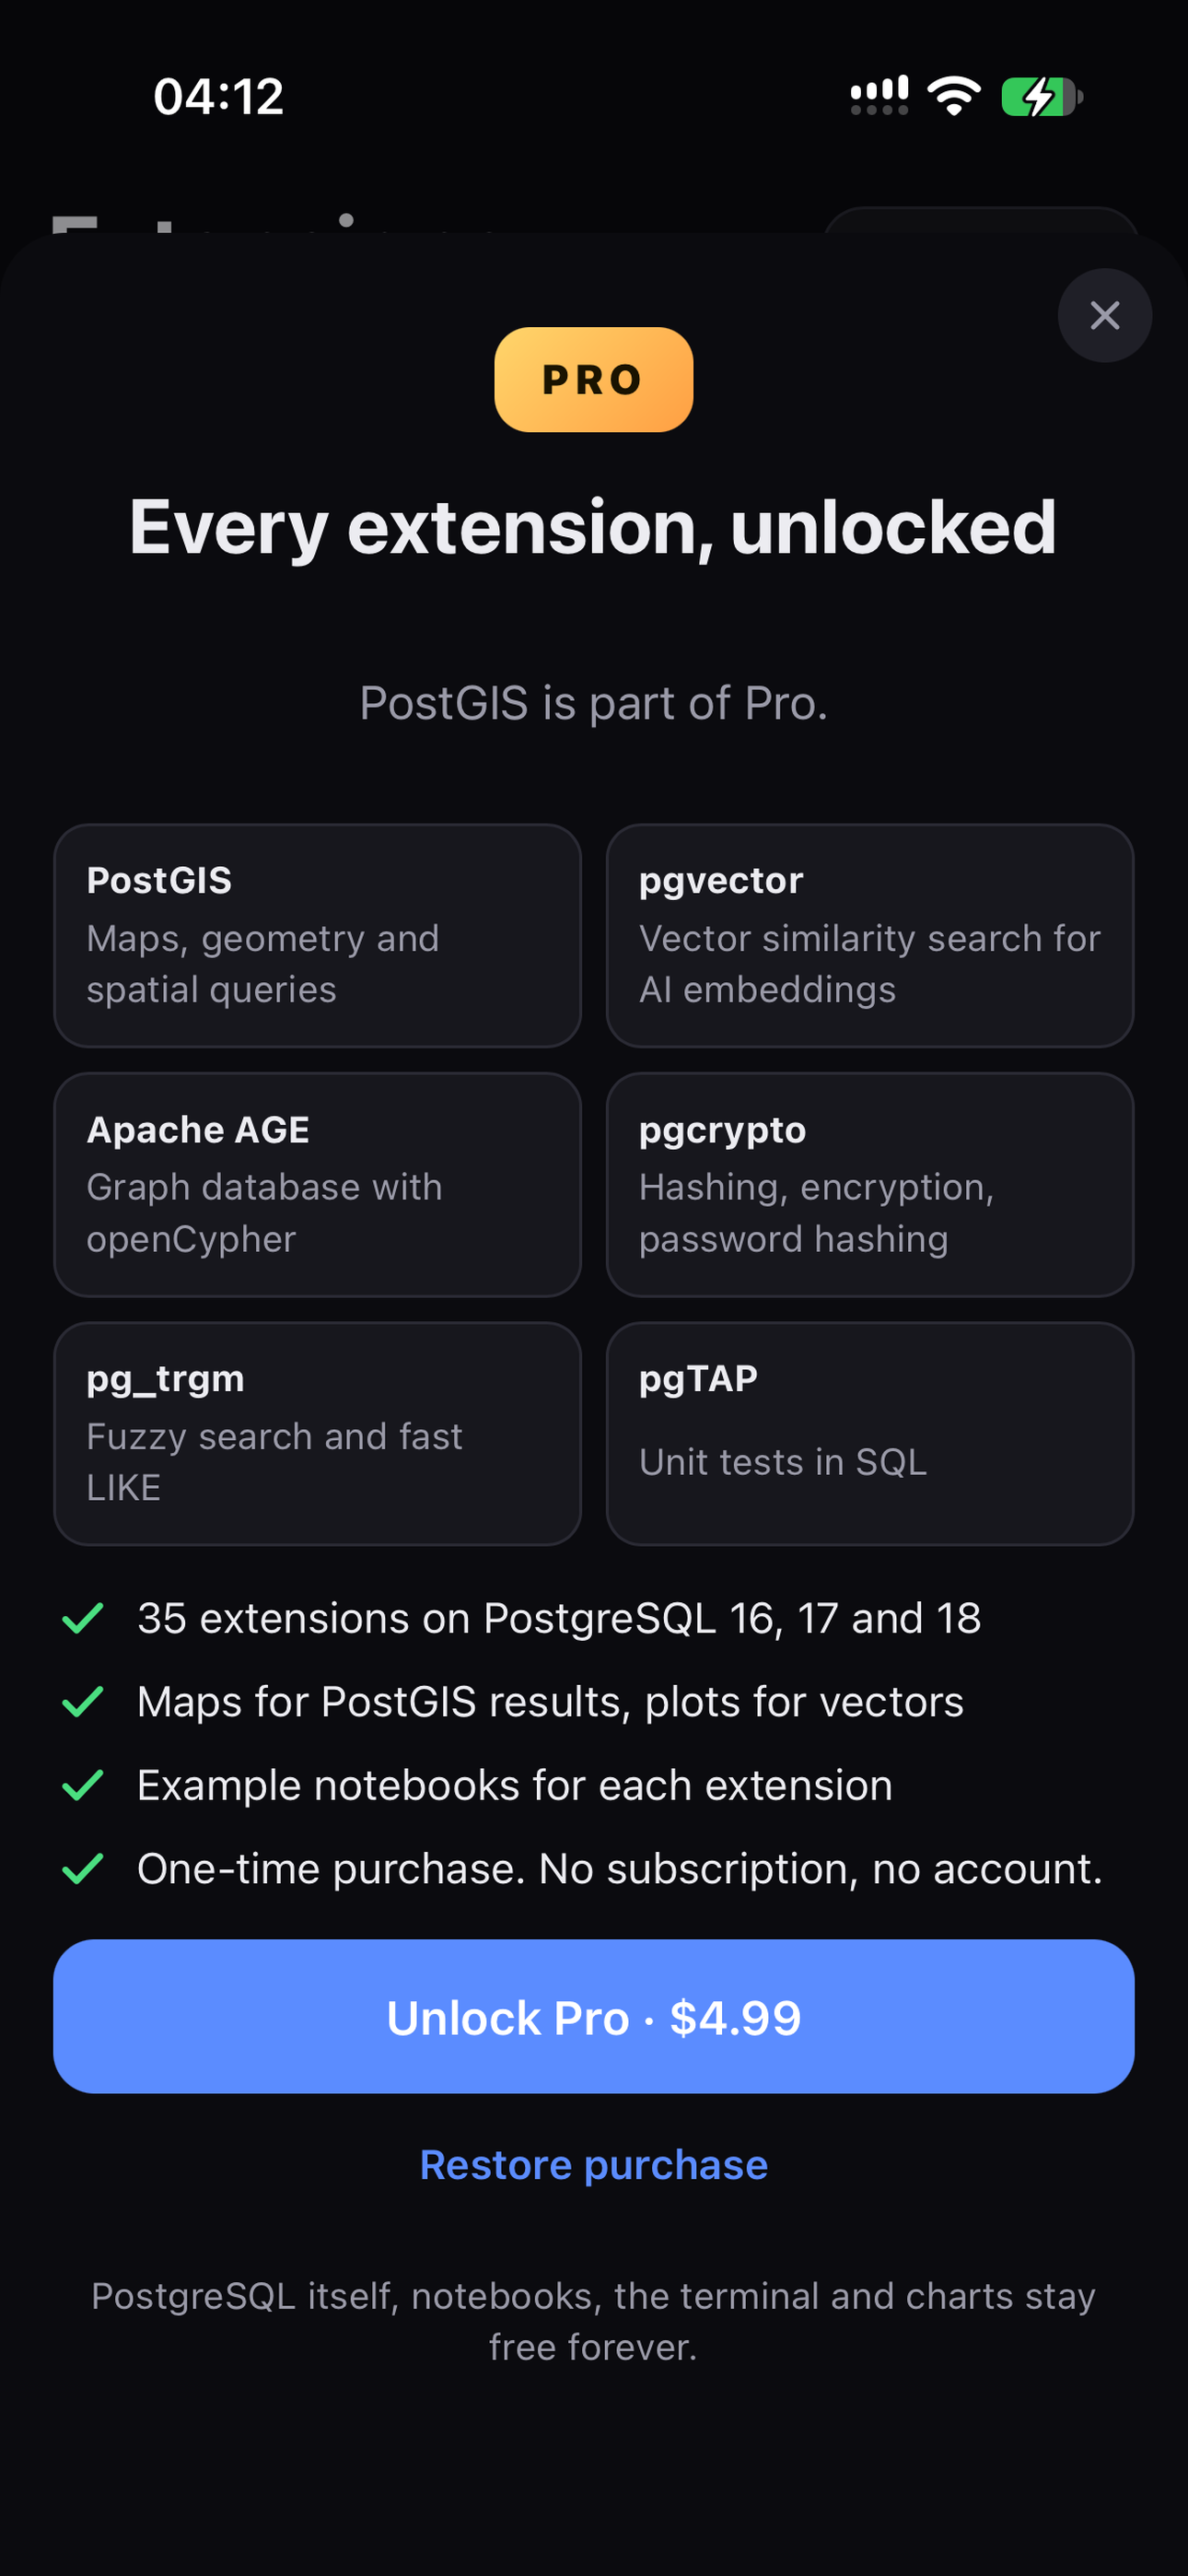 04:12
PRO
Every extension, unlocked
PostGIS is part of Pro.
PostGIS
Maps, geometry and
spatial queries
pgvector
Vector similarity search for
AI embeddings
Apache AGE
Graph database with
openCypher
pgcrypto
Hashing, encryption,
password hashing
pg_trgm
Fuzzy search and fast
LIKE
pgTAP
Unit tests in SQL
35 extensions on PostgreSQL 16, 17 and 18
Maps for PostGIS results, plots for vectors
Example notebooks for each extension
One-time purchase. No subscription, no account.
Unlock Pro · $4.99
Restore purchase
PostgreSQL itself, notebooks, the terminal and charts stay
free forever.